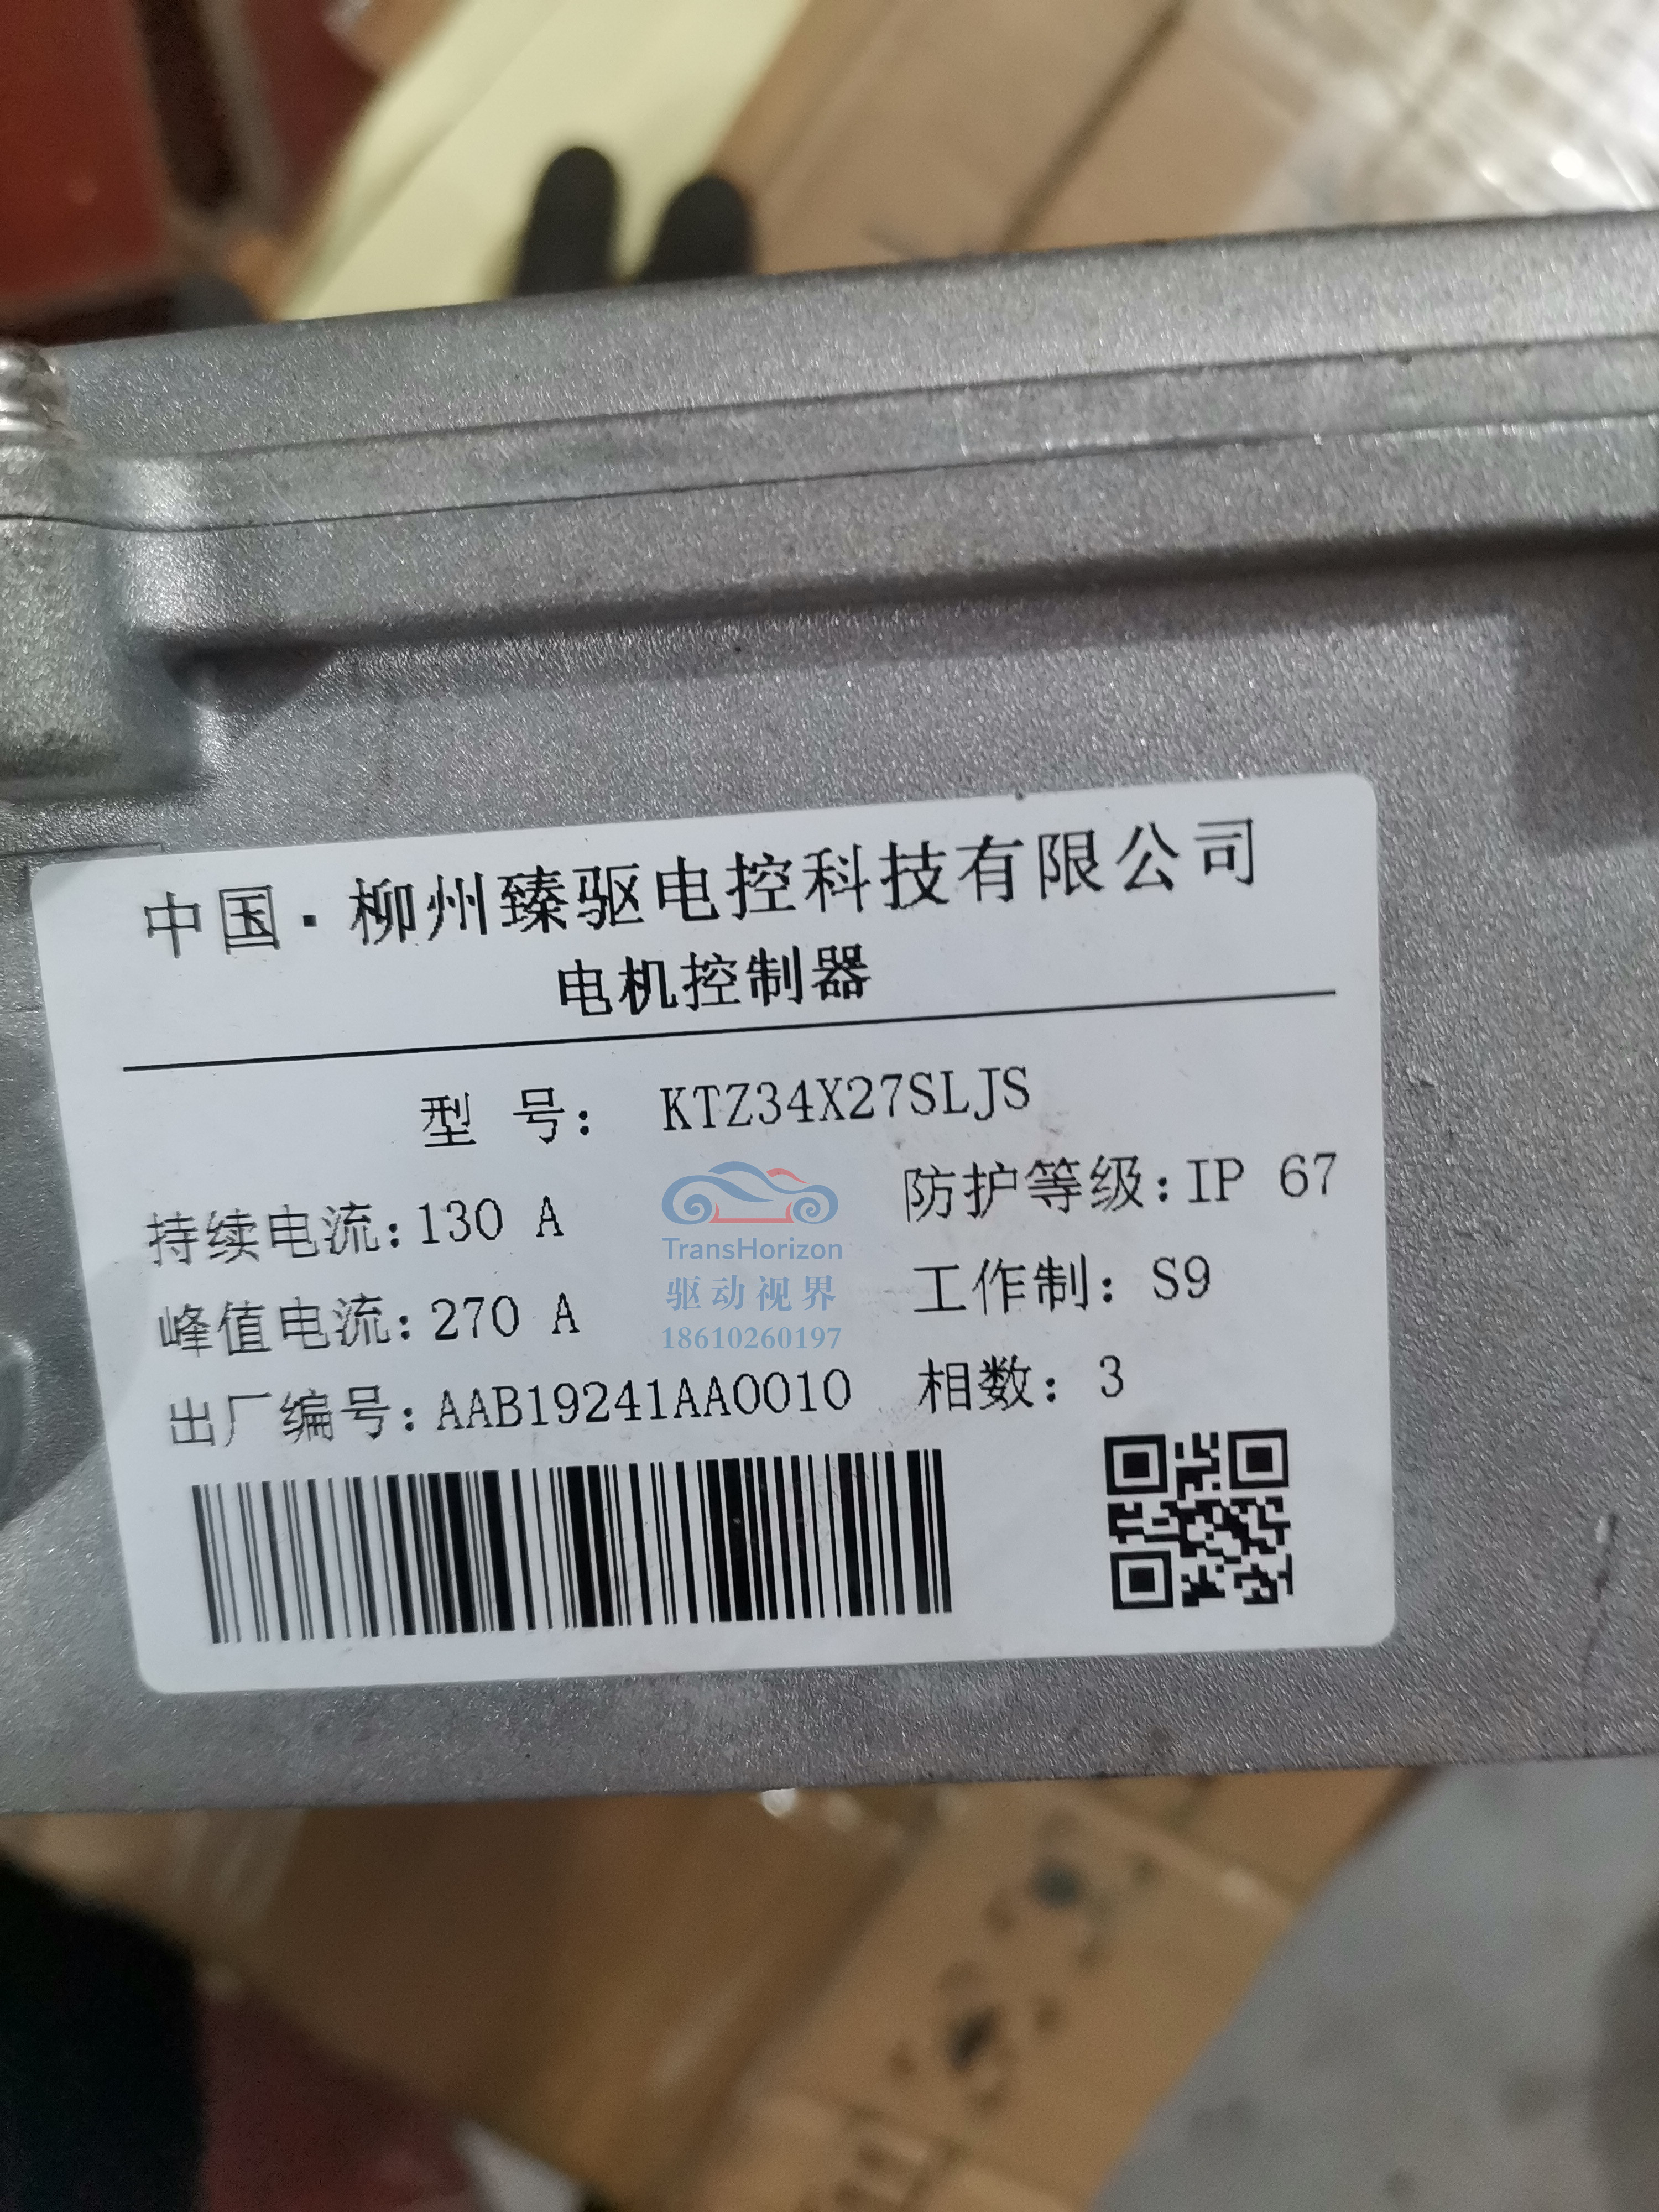 中国·柳州臻驱电控科技有限公司
电机控制器
型 号: KTZ34X27SLJS
持续电流:130 A
防护等级:IP 67
峰值电流:270 A
工作制: S9
出厂编号:AAB19241AA0010
相数: 3
TransHorizon
驱动视界
18610260197